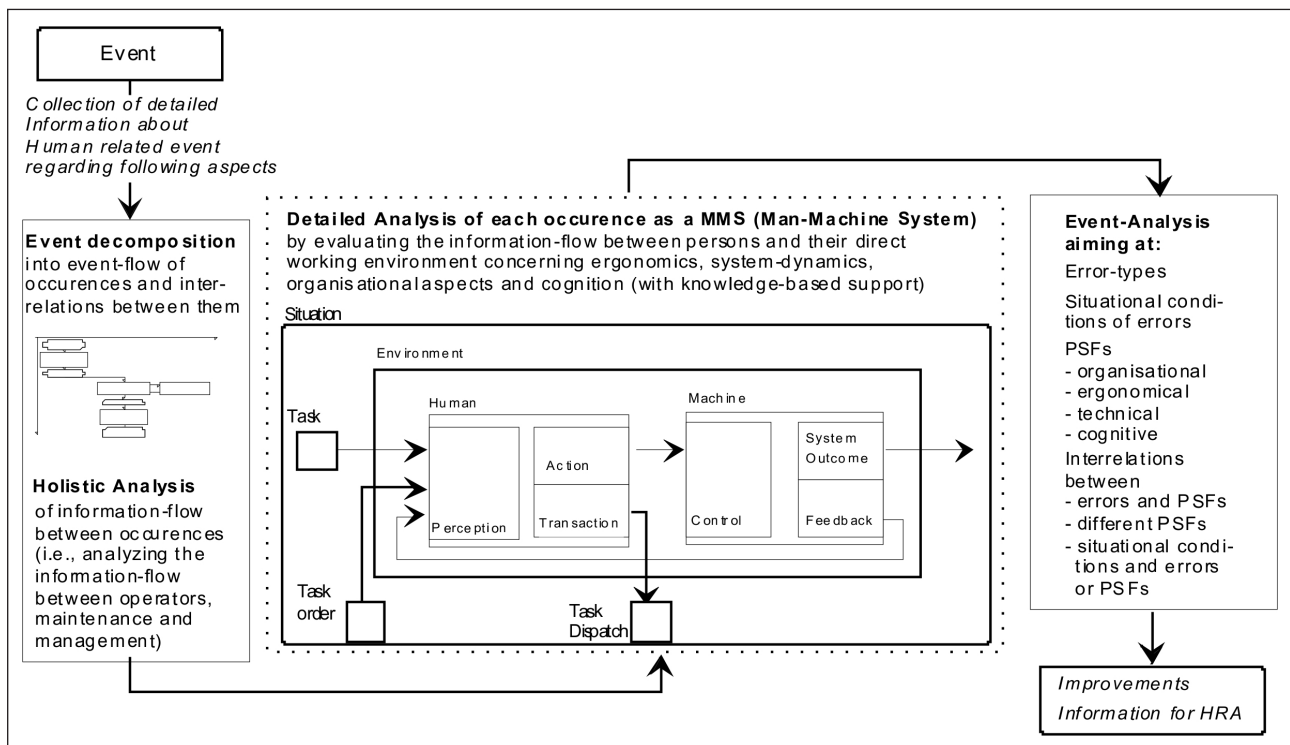 Event
Collection of detailed
Information about
Human related event
regarding following aspects
Event decomposition
into event-flow of
occurences and inter-
relations between them
Holistic Analysis
of information-flow
between occurences
(i.e., analyzing the
information-flow
between operators,
maintenance and
management)
Detailed Analysis of each occurence as a MMS (Man-Machine System)
by evaluating the information-flow between persons and their direct
working environment concerning ergonomics, system-dynamics,
organisational aspects and cognition (with knowledge-based support)
Situation
Environment
Task
Human
Perception
Action
Transaction
Machine
Control
System
Outcome
Feedback
Task
order
Task
Dispatch
Event-Analysis
aiming at:
Error-types
Situational condi-
tions of errors
PSFs
- organisational
- ergonomical
- technical
- cognitive
Interrelations
between
- errors and PSFs
- different PSFs
- situational condi-
tions and errors
or PSFs
Improvements
Information for HRA